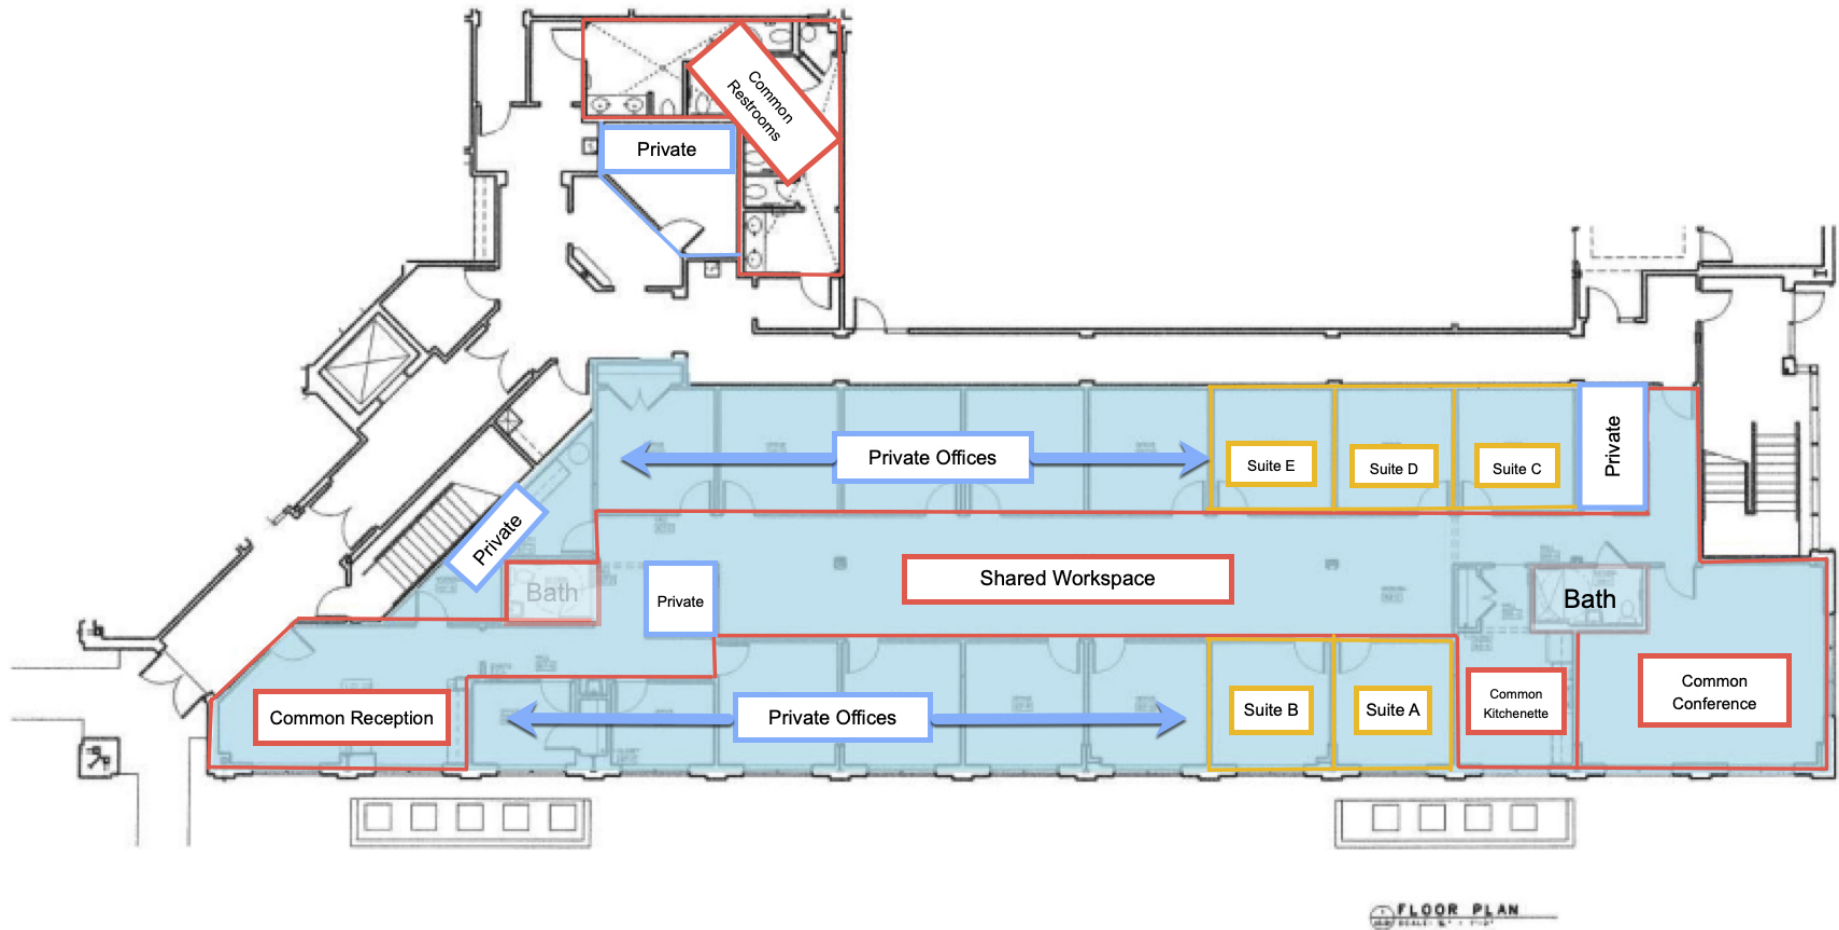 Common
Restrooms
Private
Private Offices
Suite E
Suite D
Suite C
Private
Private
Bath
Private
Shared Workspace
Bath
Common Reception
Private Offices
Suite B
Suite A
Common
Kitchenette
Common
Conference
FLOOR PLAN